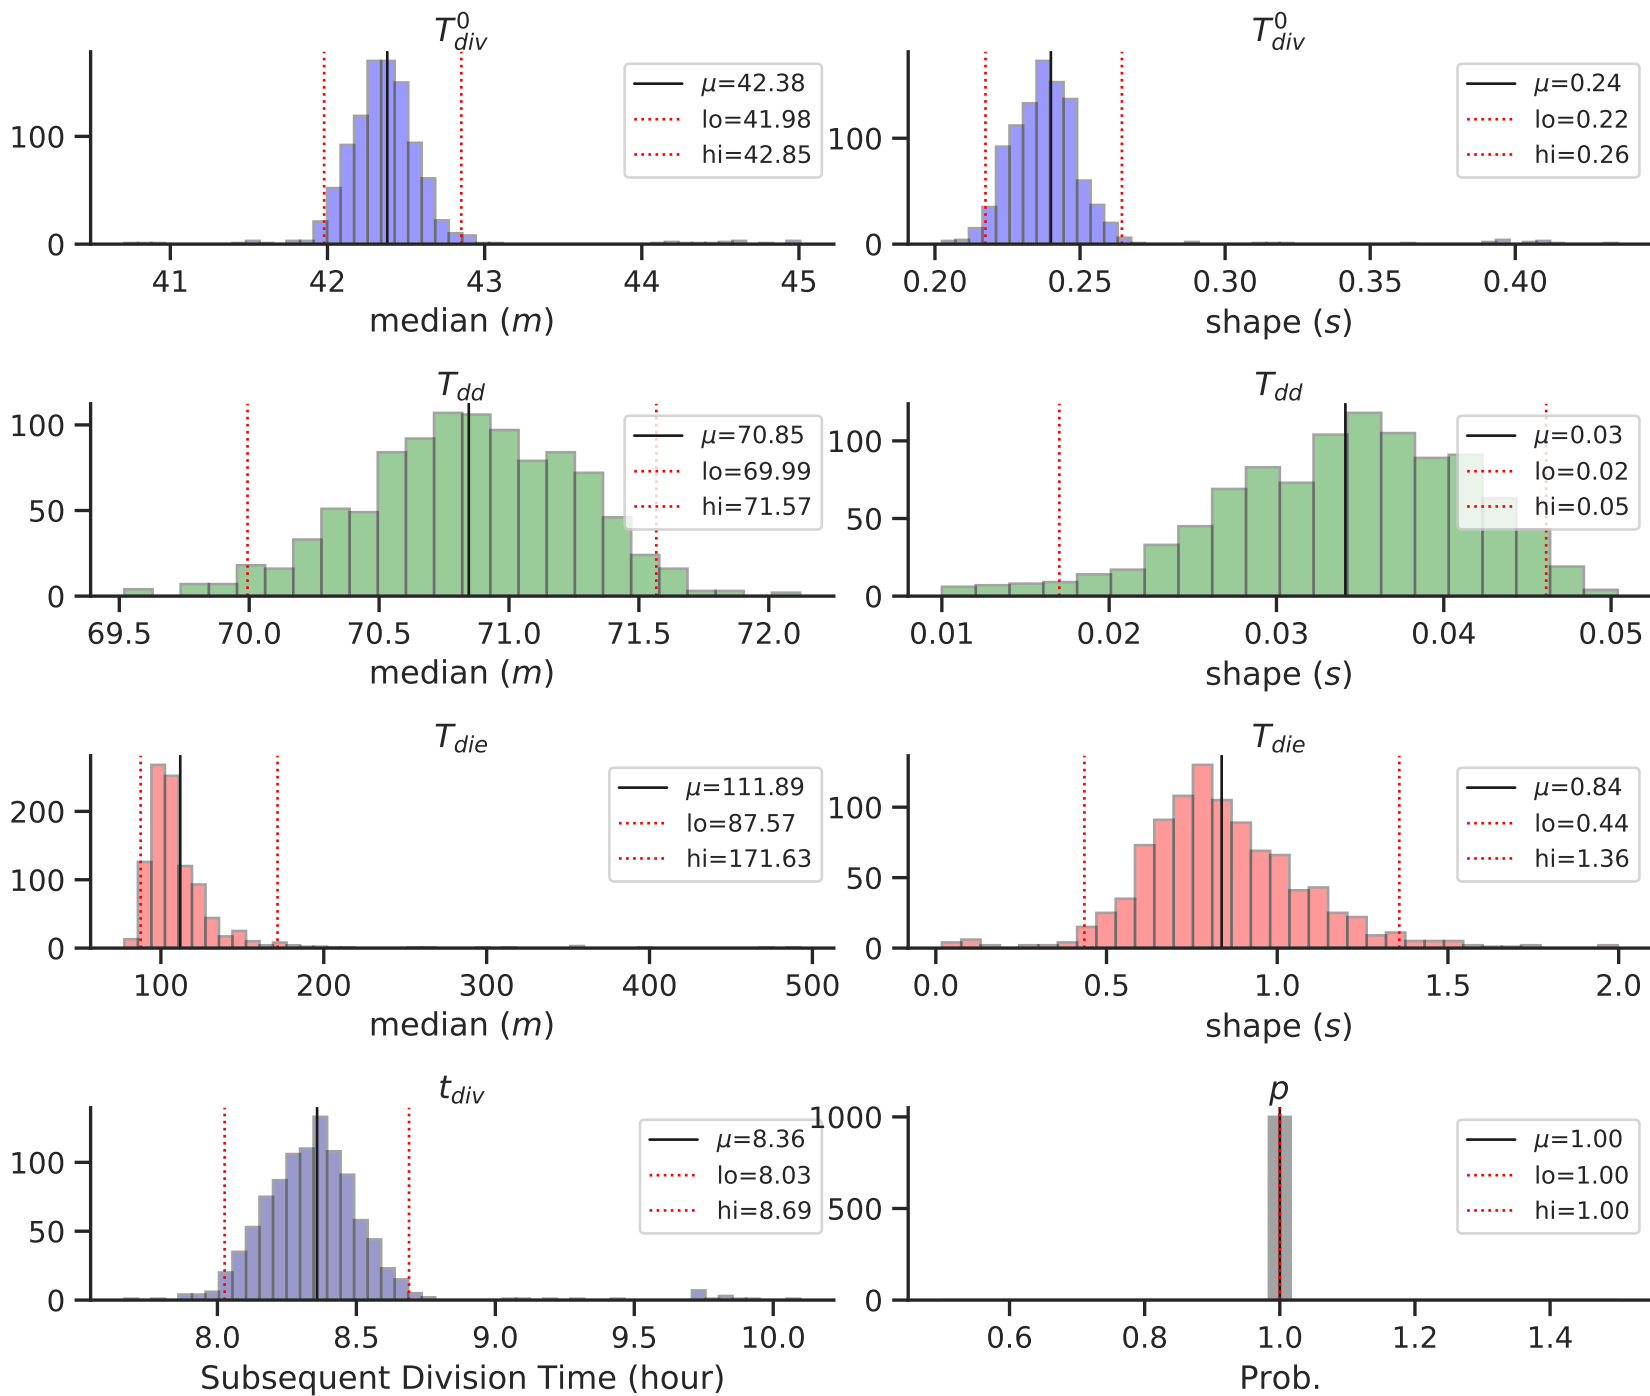 T⁰div
μ=42.38
lo=41.98
hi=42.85
100
0
41 42 43 44 45
median (m)
T⁰div
μ=0.24
lo=0.22
hi=0.26
100
0
0.20 0.25 0.30 0.35 0.40
shape (s)
Tdd
μ=70.85
lo=69.99
hi=71.57
100
50
0
69.5 70.0 70.5 71.0 71.5 72.0
median (m)
Tdd
μ=0.03
lo=0.02
hi=0.05
100
50
0
0.01 0.02 0.03 0.04 0.05
shape (s)
Tdie
μ=111.89
lo=87.57
hi=171.63
200
100
0
100 200 300 400 500
median (m)
Tdie
μ=0.84
lo=0.44
hi=1.36
100
50
0
0.0 0.5 1.0 1.5 2.0
shape (s)
tdiv
μ=8.36
lo=8.03
hi=8.69
100
50
0
8.0 8.5 9.0 9.5 10.0
Subsequent Division Time (hour)
p
μ=1.00
lo=1.00
hi=1.00
1000
500
0
0.6 0.8 1.0 1.2 1.4
Prob.